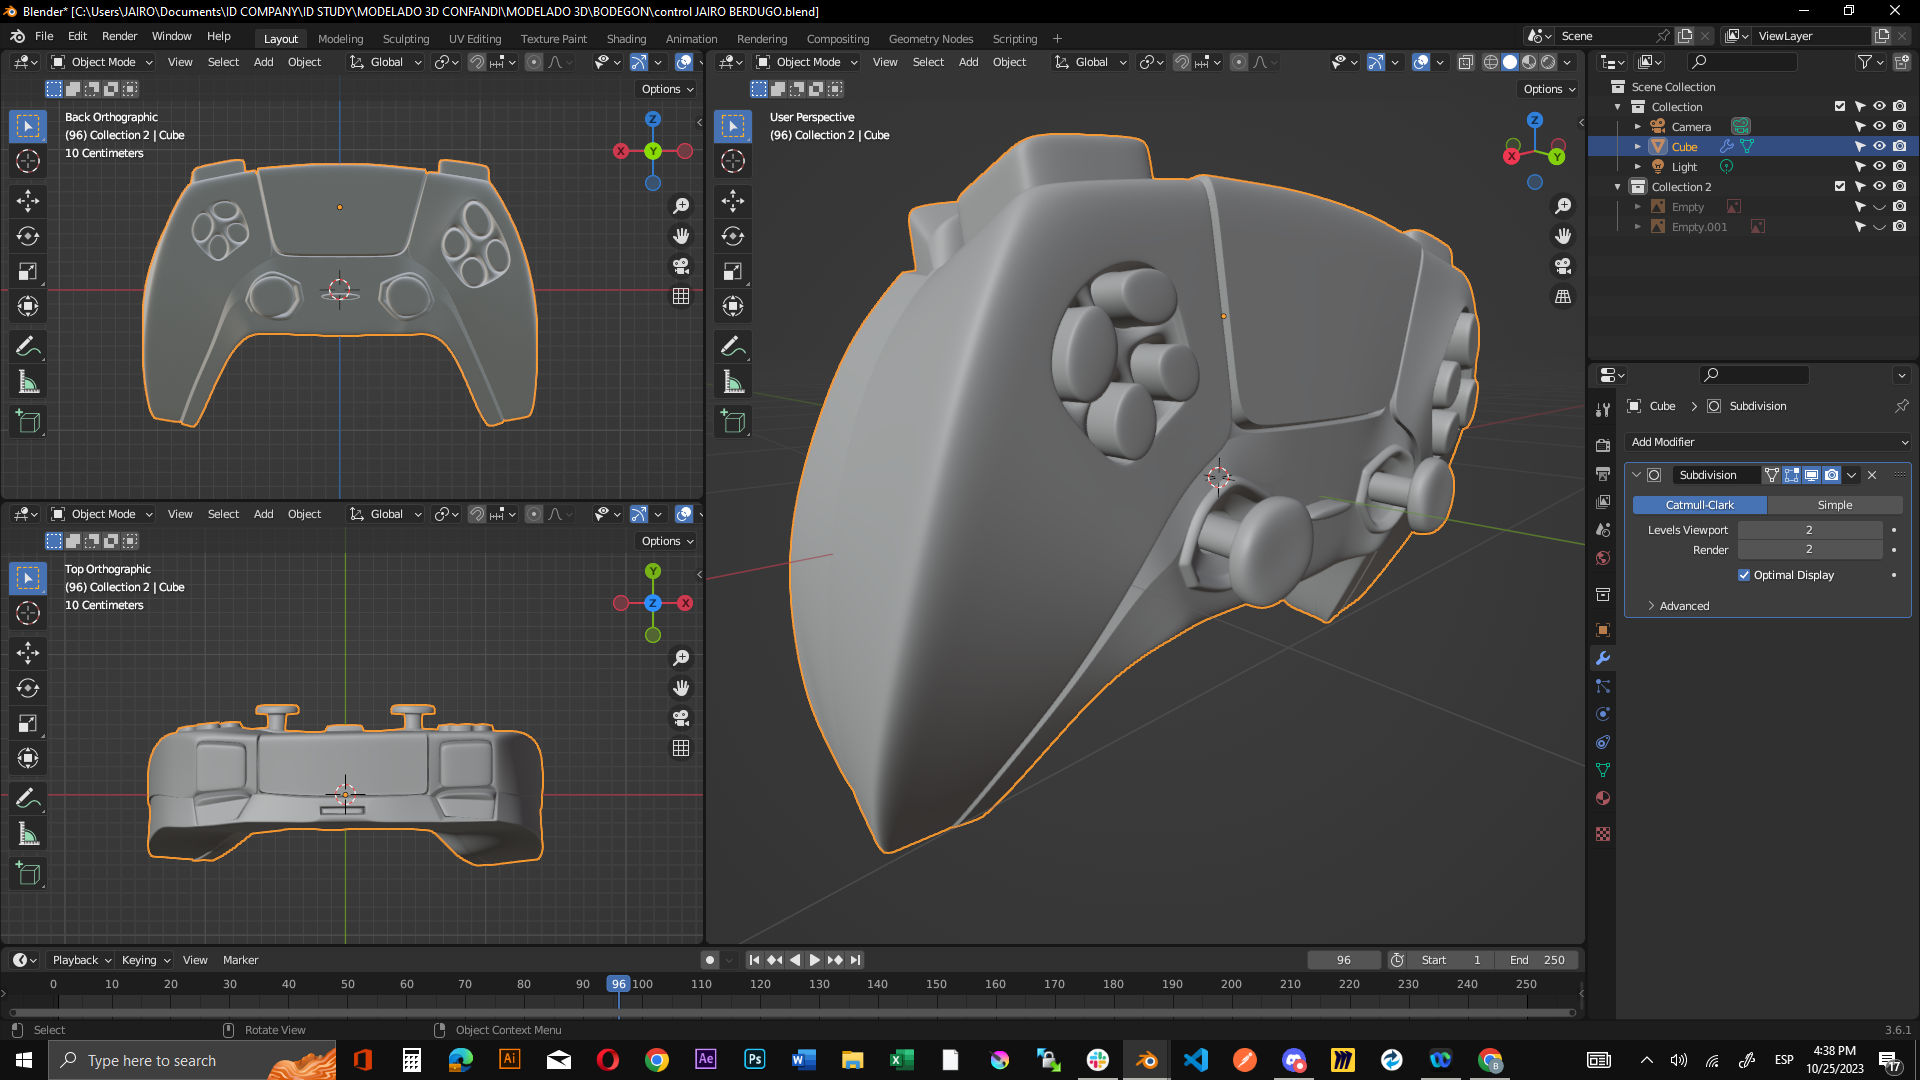 Blender* [C:\Users\JAIRO\Documents\ID COMPANY\ID STUDY\MODELADO 3D CONFANDI\MODELADO 3D\BODEGON\control JAIRO BERDUGO.blend]
File Edit Render Window Help Layout Modeling Sculpting UV Editing Texture Paint Shading Animation Rendering Compositing Geometry Nodes Scripting + Scene ViewLayer
Object Mode View Select Add Object Global
Options
Back Orthographic
(96) Collection 2 | Cube
10 Centimeters
Z
X
Y
Object Mode View Select Add Object Global
Options
User Perspective
(96) Collection 2 | Cube
Z
X
Y
Object Mode View Select Add Object Global
Options
Top Orthographic
(96) Collection 2 | Cube
10 Centimeters
Y
Z
X
Scene Collection
Collection
Camera
Cube
Light
Collection 2
Empty
Empty.001
Cube > Subdivision
Add Modifier
Subdivision
Catmull-Clark Simple
Levels Viewport 2
Render 2
Optimal Display
Advanced
Playback Keying View Marker 96 Start 1 End 250
0 10 20 30 40 50 60 70 80 90 96 100 110 120 130 140 150 160 170 180 190 200 210 220 230 240 250
Select Rotate View Object Context Menu 3.6.1
Type here to search
Ai
Ae
Ps
ESP
4:38 PM
10/25/2023
17